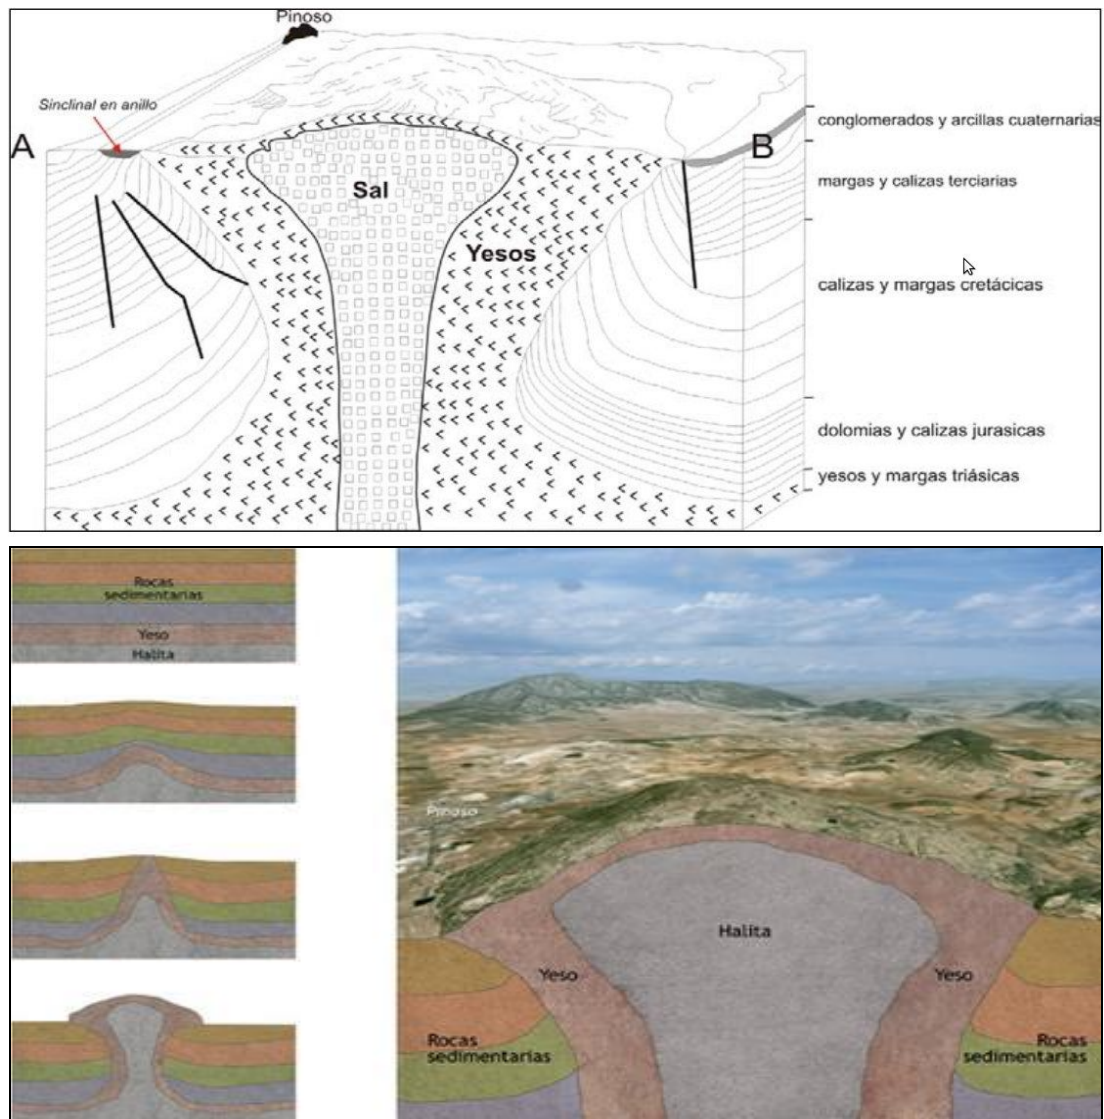 Pinoso
Sinclinal en anillo
A
B
Sal
Yesos
conglomerados y arcillas cuaternarias
margas y calizas terciarias
calizas y margas cretácicas
dolomias y calizas jurasicas
yesos y margas triásicas
Rocas
sedimentarias
Yeso
Halita
Pinoso
Halita
Yeso
Yeso
Rocas
sedimentarias
Rocas
sedimentarias